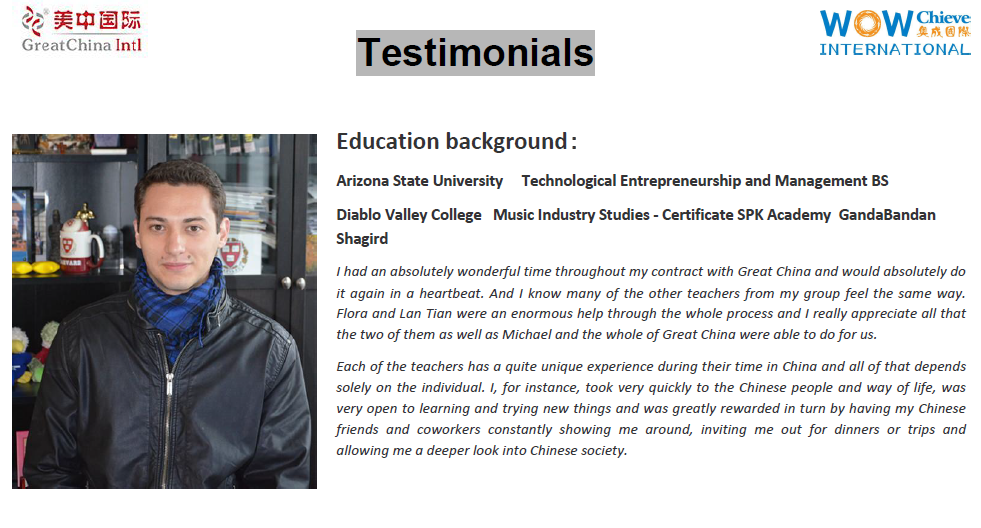 美中国际
GreatChina Intl
WOW Chieve
集成國際
INTERNATIONAL
Testimonials
Education background：
Arizona State University Technological Entrepreneurship and Management BS
Diablo Valley College Music Industry Studies - Certificate SPK Academy GandaBandan
Shagird
I had an absolutely wonderful time throughout my contract with Great China and would absolutely do
it again in a heartbeat. And I know many of the other teachers from my group feel the same way.
Flora and Lan Tian were an enormous help through the whole process and I really appreciate all that
the two of them as well as Michael and the whole of Great China were able to do for us.
Each of the teachers has a quite unique experience during their time in China and all of that depends
solely on the individual. I, for instance, took very quickly to the Chinese people and way of life, was
very open to learning and trying new things and was greatly rewarded in turn by having my Chinese
friends and coworkers constantly showing me around, inviting me out for dinners or trips and
allowing me a deeper look into Chinese society.
HARVARD